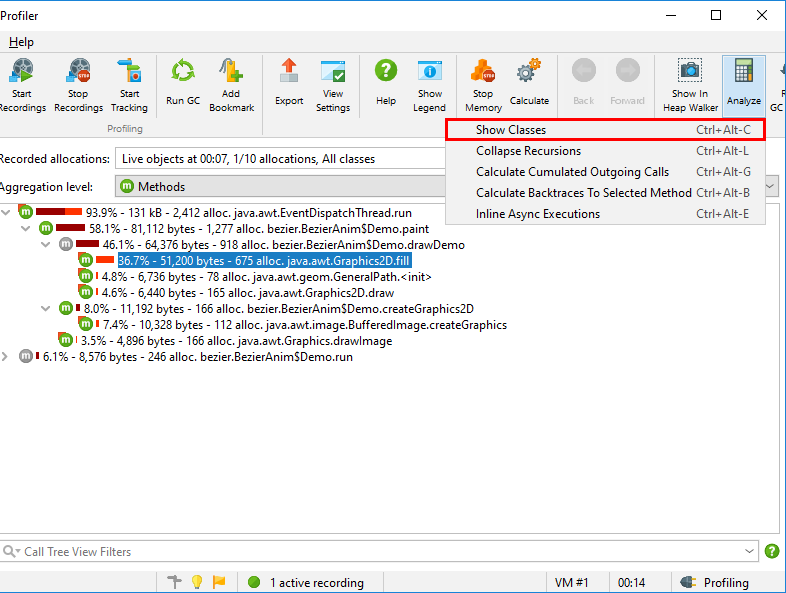 Profiler
Help
Start Recordings
Stop Recordings
Start Tracking
Run GC
Add Bookmark
Export
View Settings
Help
Show Legend
Stop Memory
Calculate
Back
Forward
Show In Heap Walker
Analyze
GC
Profiling
Show Classes Ctrl+Alt-C
Collapse Recursions Ctrl+Alt-L
Calculate Cumulated Outgoing Calls Ctrl+Alt-G
Calculate Backtraces To Selected Method Ctrl+Alt-B
Inline Async Executions Ctrl+Alt-E
Recorded allocations: Live objects at 00:07, 1/10 allocations, All classes
Aggregation level: m Methods
m 93.9% - 131 kB - 2,412 alloc. java.awt.EventDispatchThread.run
m 58.1% - 81,112 bytes - 1,277 alloc. bezier.BezierAnim$Demo.paint
m 46.1% - 64,376 bytes - 918 alloc. bezier.BezierAnim$Demo.drawDemo
m 36.7% - 51,200 bytes - 675 alloc. java.awt.Graphics2D.fill
m 4.8% - 6,736 bytes - 78 alloc. java.awt.geom.GeneralPath.<init>
m 4.6% - 6,440 bytes - 165 alloc. java.awt.Graphics2D.draw
m 8.0% - 11,192 bytes - 166 alloc. bezier.BezierAnim$Demo.createGraphics2D
m 7.4% - 10,328 bytes - 112 alloc. java.awt.image.BufferedImage.createGraphics
m 3.5% - 4,896 bytes - 166 alloc. java.awt.Graphics.drawImage
m 6.1% - 8,576 bytes - 246 alloc. bezier.BezierAnim$Demo.run
Call Tree View Filters
1 active recording VM #1 00:14 Profiling